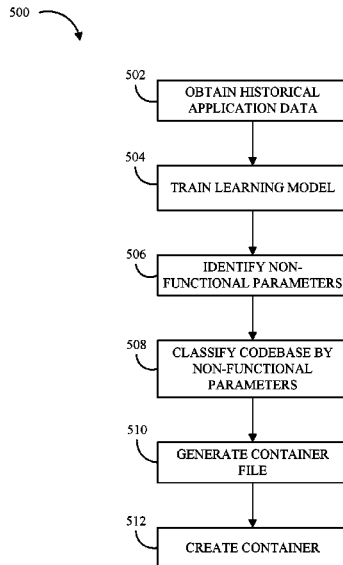 500
502
OBTAIN HISTORICAL
APPLICATION DATA
504
TRAIN LEARNING MODEL
506
IDENTIFY NON-
FUNCTIONAL PARAMETERS
508
CLASSIFY CODEBASE BY
NON-FUNCTIONAL
PARAMETERS
510
GENERATE CONTAINER
FILE
512
CREATE CONTAINER